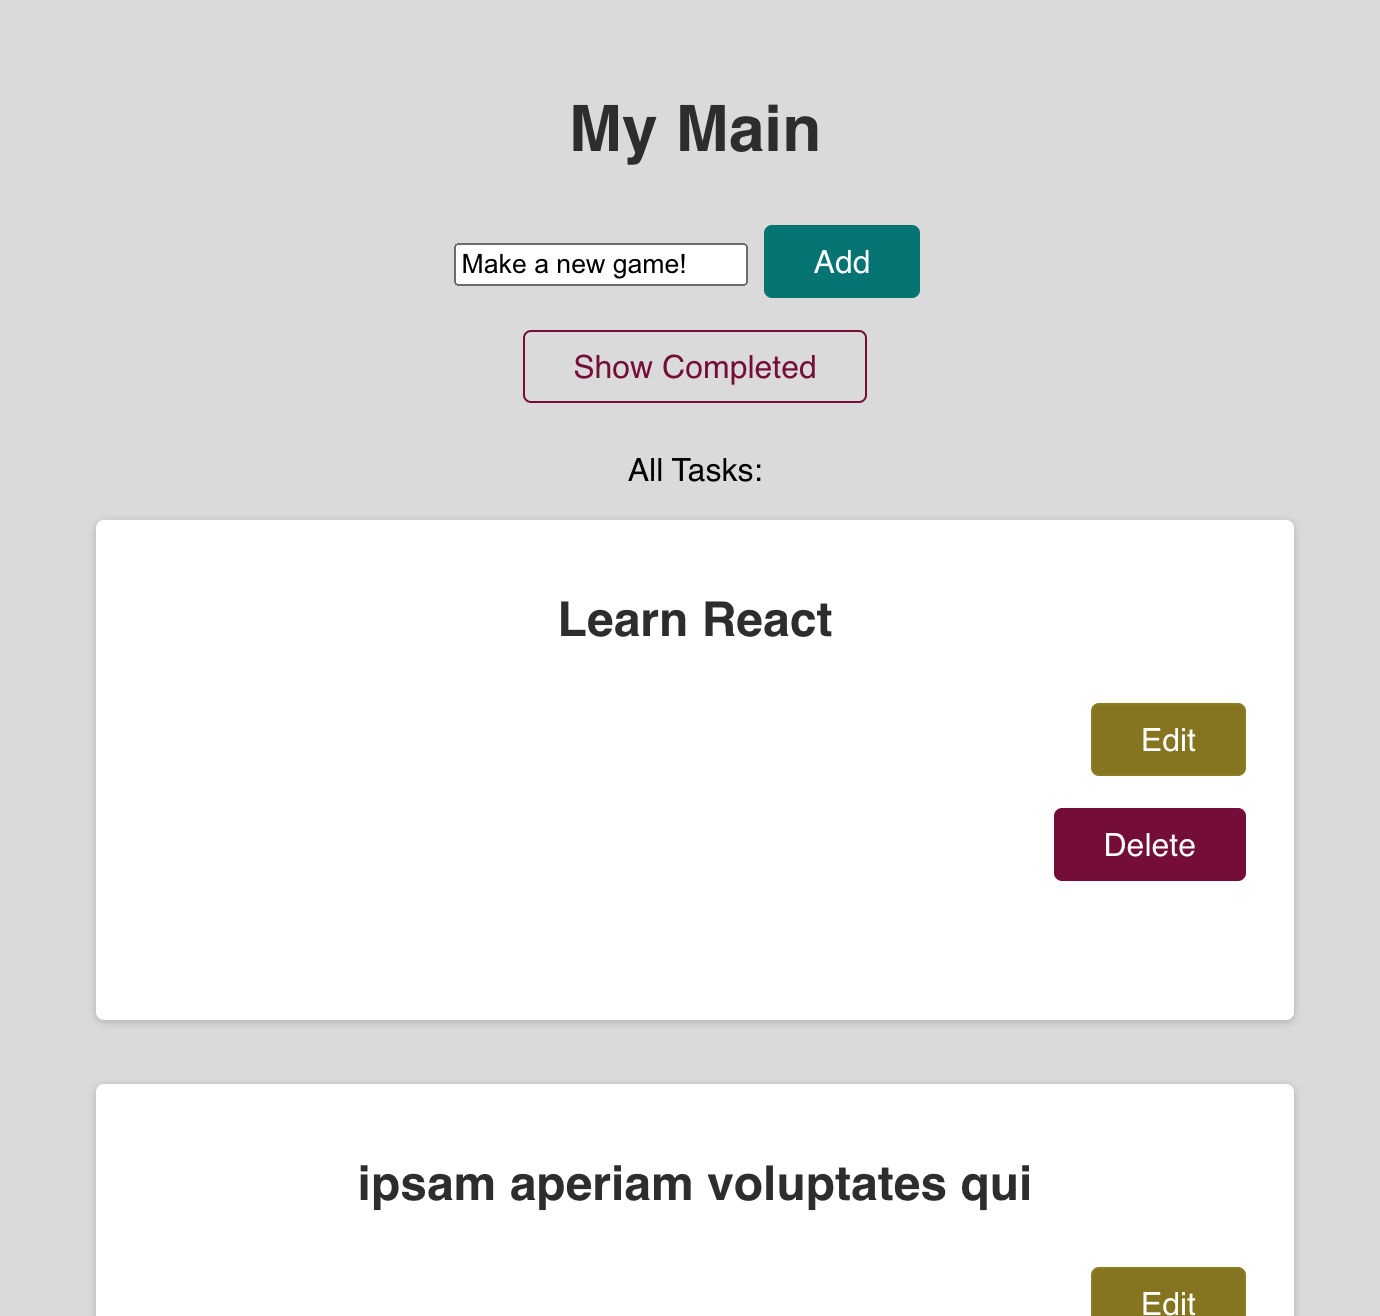 My Main
Make a new game!
Add
Show Completed
All Tasks:
Learn React
Edit
Delete
ipsam aperiam voluptates qui
Edit